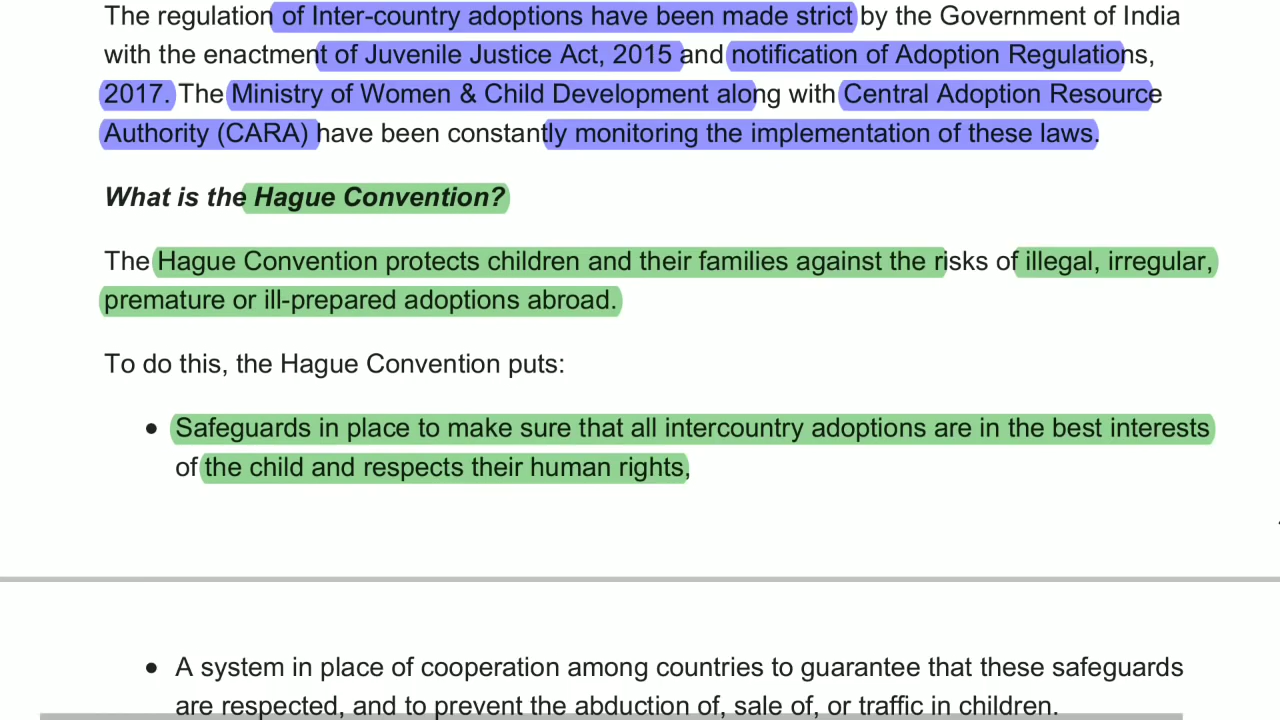 The regulation of Inter-country adoptions have been made strict by the Government of India
with the enactment of Juvenile Justice Act, 2015 and notification of Adoption Regulations,
2017. The Ministry of Women & Child Development along with Central Adoption Resource
Authority (CARA) have been constantly monitoring the implementation of these laws.
What is the Hague Convention?
The Hague Convention protects children and their families against the risks of illegal, irregular,
premature or ill-prepared adoptions abroad.
To do this, the Hague Convention puts:
● Safeguards in place to make sure that all intercountry adoptions are in the best interests
of the child and respects their human rights,
● A system in place of cooperation among countries to guarantee that these safeguards
are respected, and to prevent the abduction of, sale of, or traffic in children.